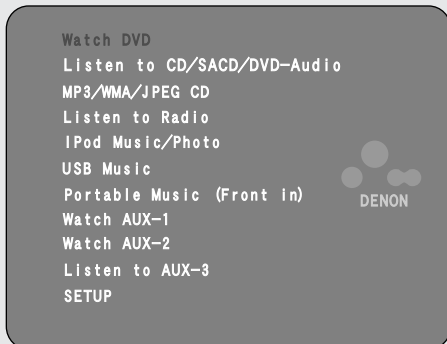 Watch DVD
Listen to CD/SACD/DVD-Audio
MP3/WMA/JPEG CD
Listen to Radio
IPod Music/Photo
USB Music
Portable Music (Front in)
DENON
Watch AUX-1
Watch AUX-2
Listen to AUX-3
SETUP